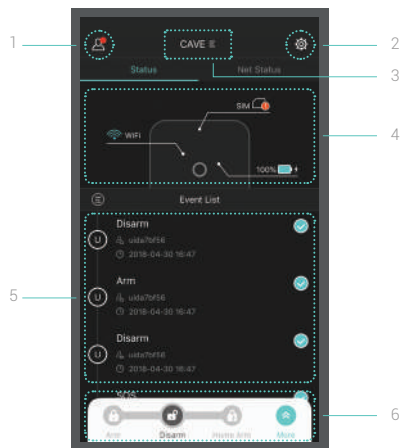 1
CAVE
2
3
Status
Net Status
SIM
WiFi
4
100%
Event List
Disarm
U
uida7bf56
2018-04-30 16:47
Arm
U
uida7bf56
2018-04-30 16:47
5
Disarm
U
uida7bf56
2018-04-30 16:47
SOS
6
Arm
Disarm
Home Arm
More